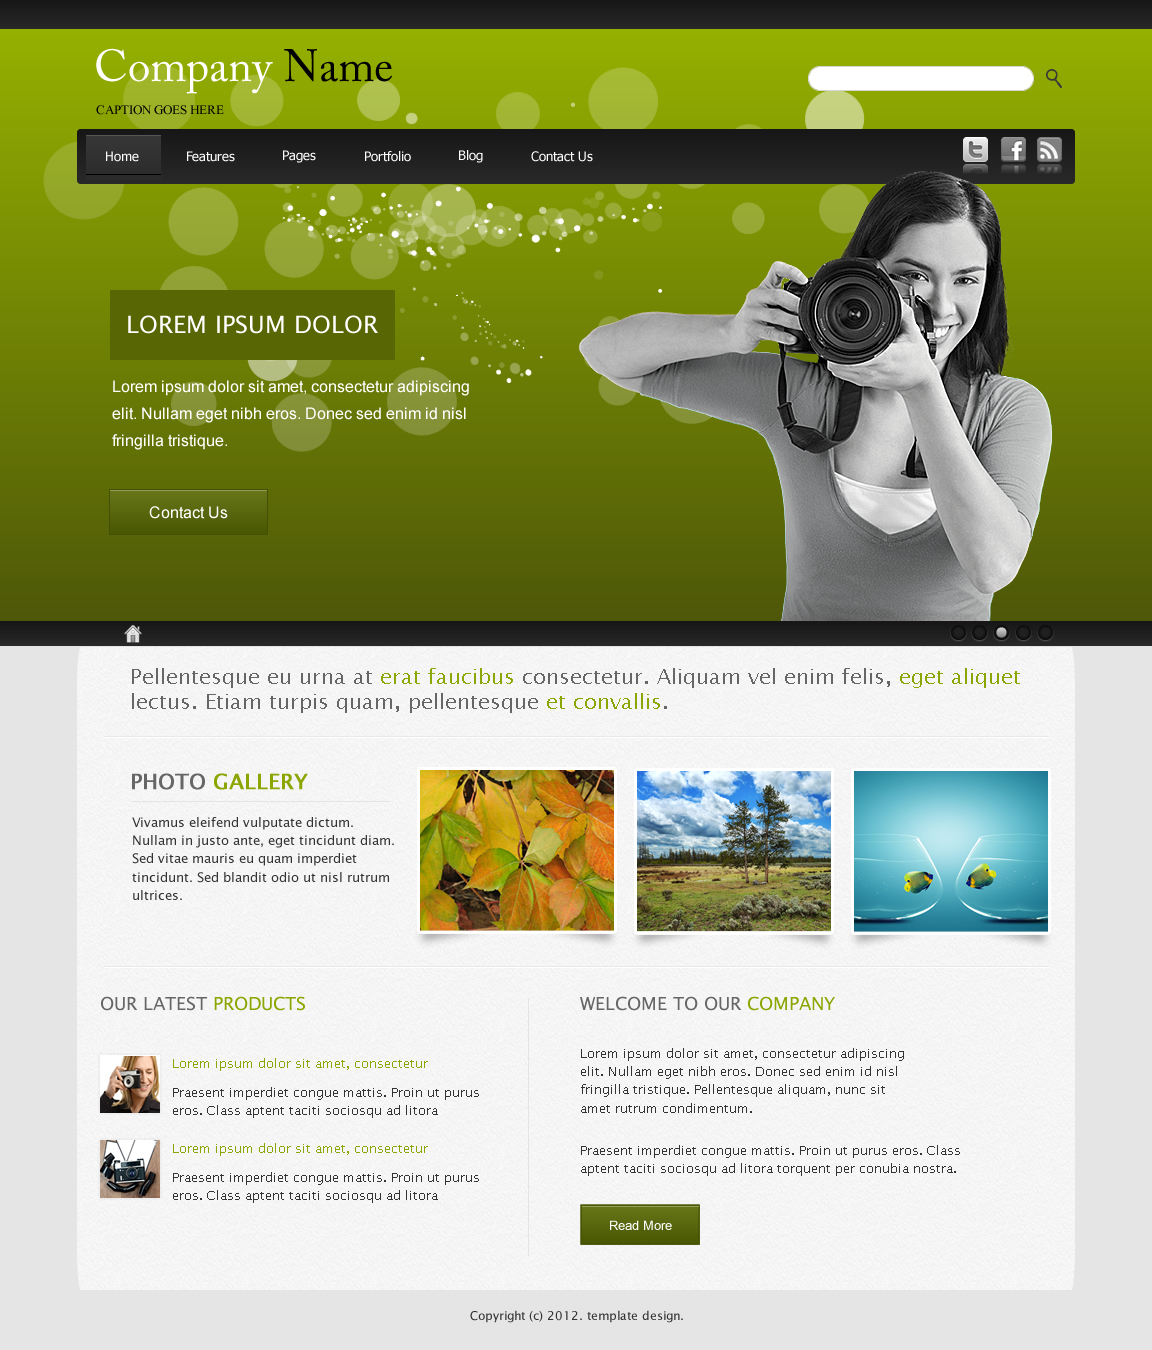 Company Name
CAPTION GOES HERE
Home Features Pages Portfolio Blog Contact Us
LOREM IPSUM DOLOR
Lorem ipsum dolor sit amet, consectetur adipiscing
elit. Nullam eget nibh eros. Donec sed enim id nisl
fringilla tristique.
Contact Us
Pellentesque eu urna at erat faucibus consectetur. Aliquam vel enim felis, eget aliquet
lectus. Etiam turpis quam, pellentesque et convallis.
PHOTO GALLERY
Vivamus eleifend vulputate dictum.
Nullam in justo ante, eget tincidunt diam.
Sed vitae mauris eu quam imperdiet
tincidunt. Sed blandit odio ut nisl rutrum
ultrices.
OUR LATEST PRODUCTS
Lorem ipsum dolor sit amet, consectetur
Praesent imperdiet congue mattis. Proin ut purus
eros. Class aptent taciti sociosqu ad litora
Lorem ipsum dolor sit amet, consectetur
Praesent imperdiet congue mattis. Proin ut purus
eros. Class aptent taciti sociosqu ad litora
WELCOME TO OUR COMPANY
Lorem ipsum dolor sit amet, consectetur adipiscing
elit. Nullam eget nibh eros. Donec sed enim id nisl
fringilla tristique. Pellentesque aliquam, nunc sit
amet rutrum condimentum.
Praesent imperdiet congue mattis. Proin ut purus eros. Class
aptent taciti sociosqu ad litora torquent per conubia nostra.
Read More
Copyright (c) 2012. template design.